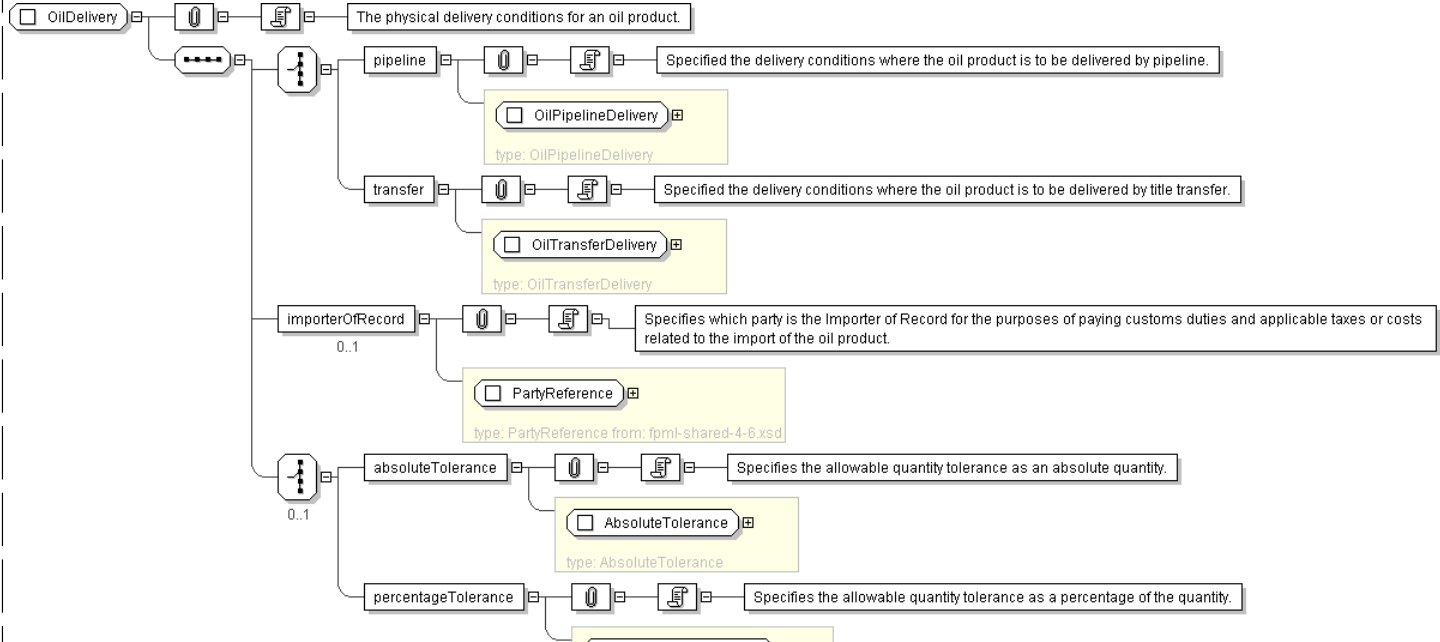 OilDelivery
The physical delivery conditions for an oil product.
pipeline
Specified the delivery conditions where the oil product is to be delivered by pipeline.
OilPipelineDelivery
type: OilPipelineDelivery
transfer
Specified the delivery conditions where the oil product is to be delivered by title transfer.
OilTransferDelivery
type: OilTransferDelivery
importerOfRecord
0..1
Specifies which party is the Importer of Record for the purposes of paying customs duties and applicable taxes or costs
related to the import of the oil product.
PartyReference
type: PartyReference from: fpml-shared-4-6.xsd
0..1
absoluteTolerance
Specifies the allowable quantity tolerance as an absolute quantity.
AbsoluteTolerance
type: AbsoluteTolerance
percentageTolerance
Specifies the allowable quantity tolerance as a percentage of the quantity.